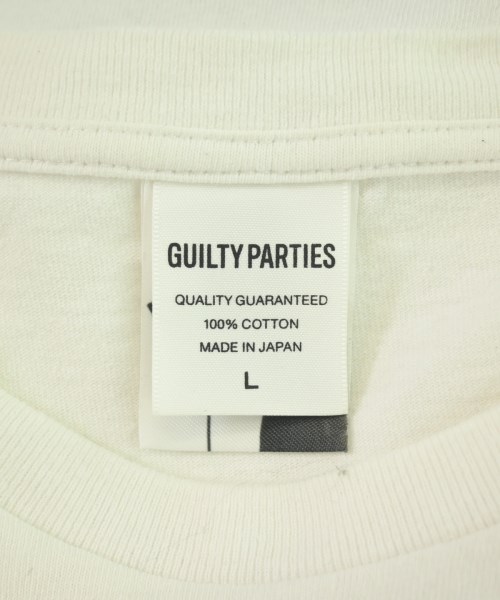 GUILTY PARTIES
QUALITY GUARANTEED
100% COTTON
MADE IN JAPAN
L